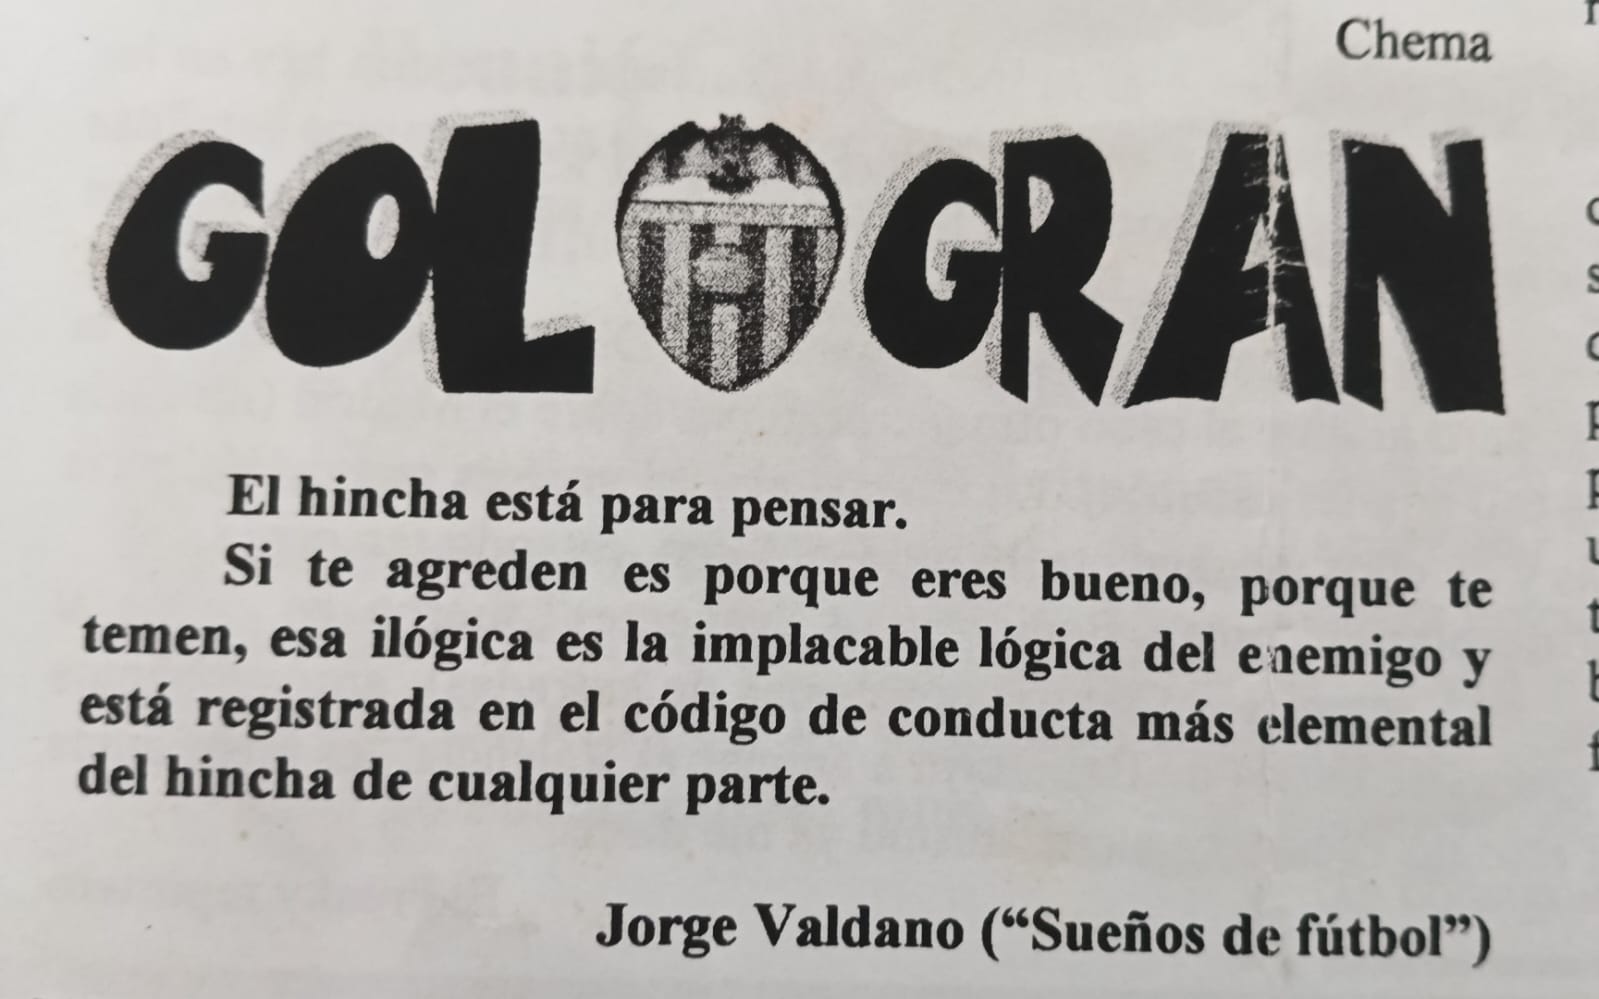 Chema
GOL GRAN
El hincha está para pensar.
Si te agreden es porque eres bueno, porque te
temen, esa ilógica es la implacable lógica del enemigo y
está registrada en el código de conducta más elemental
del hincha de cualquier parte.
Jorge Valdano (“Sueños de fútbol”)